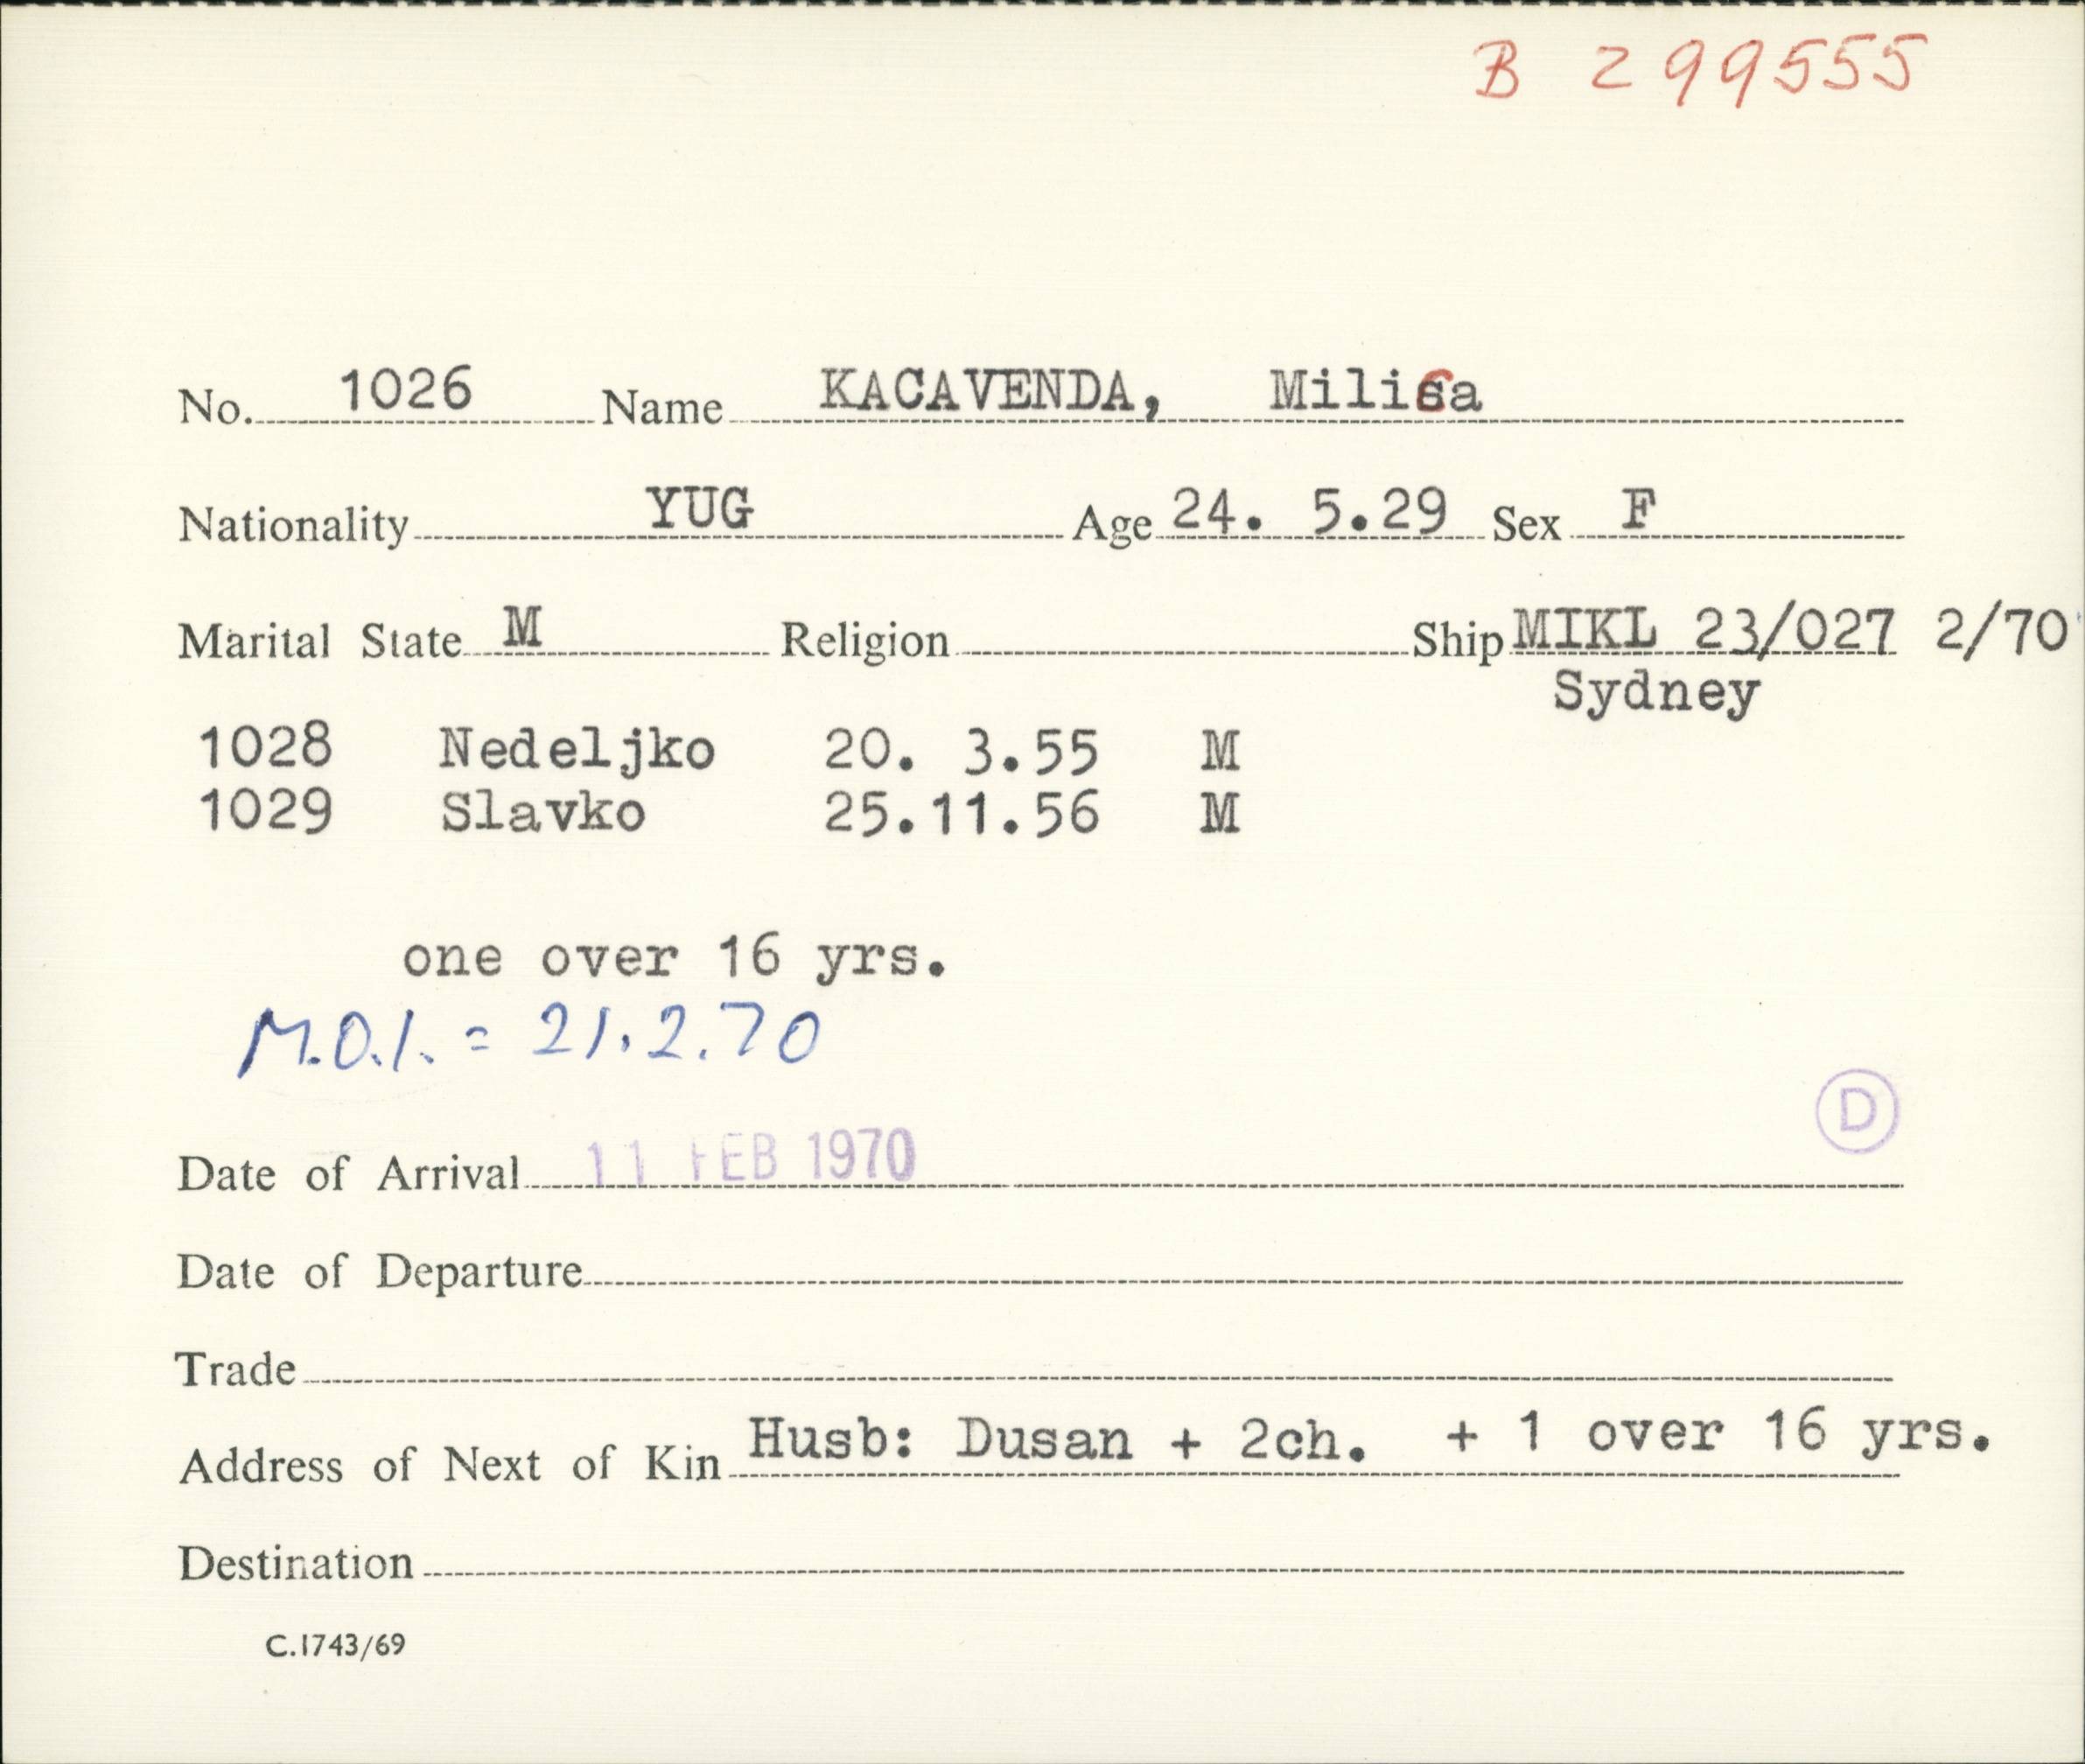 B 299555
No. 1026 Name KACAVENDA, Milica
Nationality YUG Age 24. 5.29 Sex F
Marital State M Religion Ship MIKL 23/027 2/70
Sydney
1028 Nedeljko 20. 3.55 M
1029 Slavko 25.11.56 M
one over 16 yrs.
M.O.I. = 21.2.70
D
Date of Arrival 11 FEB 1970
Date of Departure
Trade
Address of Next of Kin Husb: Dusan + 2ch. + 1 over 16 yrs.
Destination
C.1743/69